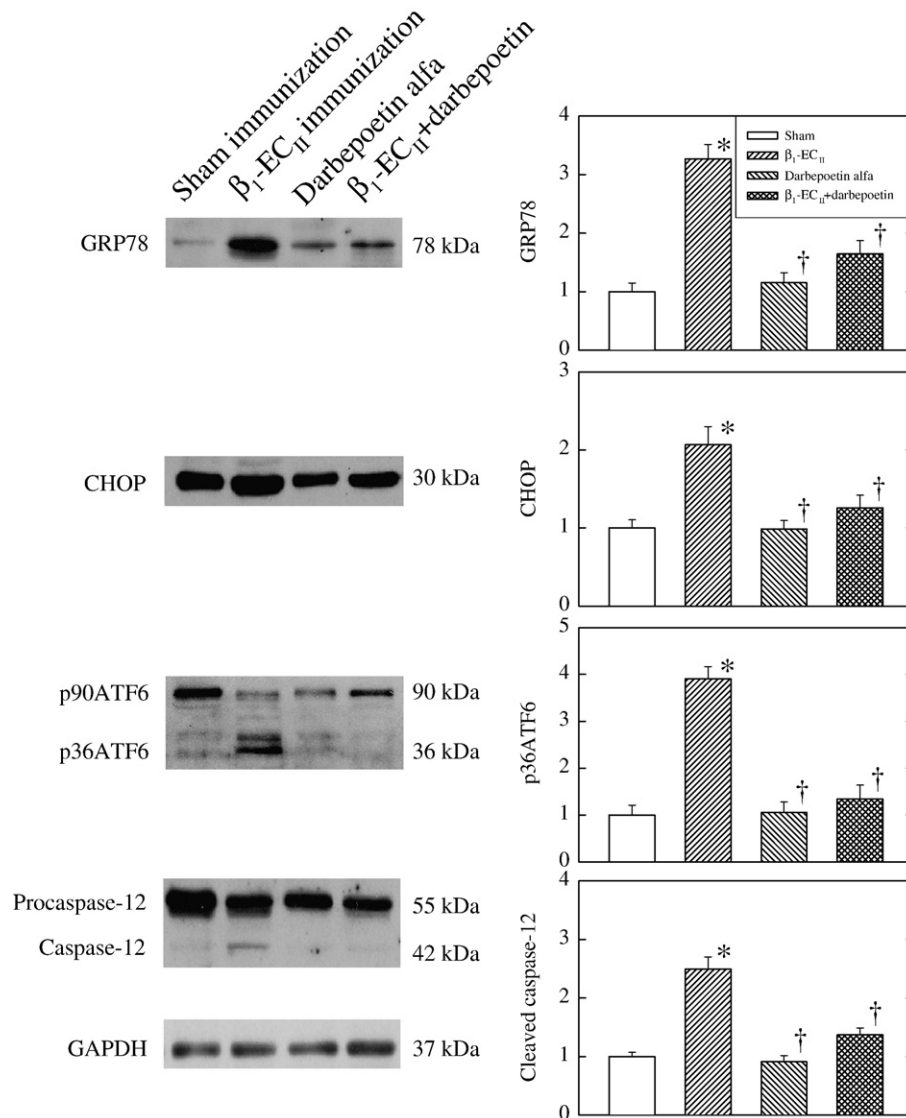 Sham immunization
β1-ECII immunization
Darbepoetin alfa
β1-ECII+darbepoetin
GRP78
78 kDa
CHOP
30 kDa
p90ATF6
90 kDa
p36ATF6
36 kDa
Procaspase-12
55 kDa
Caspase-12
42 kDa
GAPDH
37 kDa
Sham
β1-ECII
Darbepoetin alfa
β1-ECII+darbepoetin
GRP78
4
3
2
1
0
*
†
†
CHOP
3
2
1
0
*
†
†
p36ATF6
5
4
3
2
1
0
*
†
†
Cleaved caspase-12
4
3
2
1
0
*
†
†